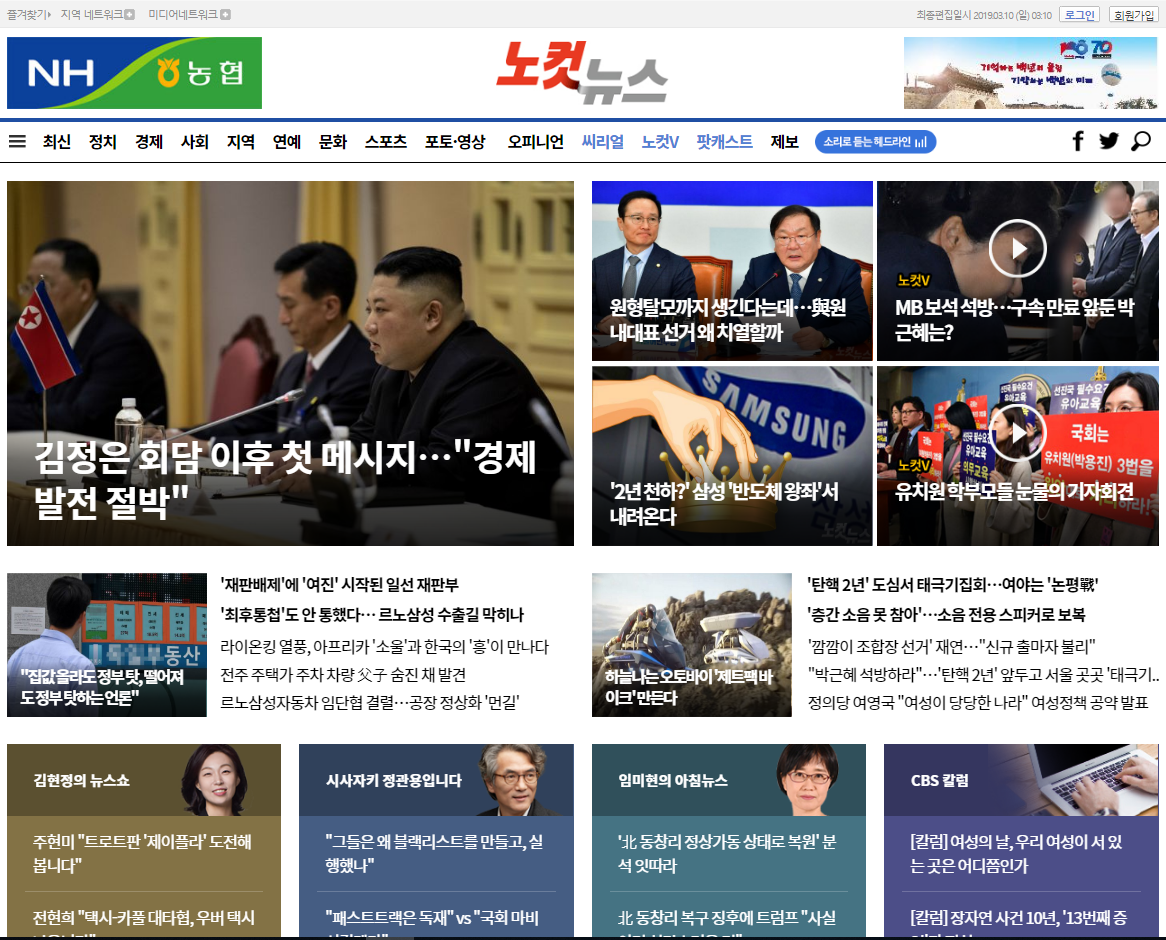 즐겨찾기
지역 네트워크
미디어네트워크
최종편집일시 2019.03.10 (일) 03:10
로그인
회원가입
NH 농협
노컷뉴스
기억하는 백년의 울림
기약하는 백년의 미래
최신 정치 경제 사회 지역 연예 문화 스포츠 포토·영상 오피니언 씨리얼 노컷V 팟캐스트 제보 소리로 듣는 헤드라인
김정은 회담 이후 첫 메시지…"경제
발전 절박"
원형탈모까지 생긴다는데…與원
내대표 선거 왜 치열할까
노컷V
MB 보석 석방…구속 만료 앞둔 박
근혜는?
SAMSUNG
'2년 천하?' 삼성 '반도체 왕좌'서
내려온다
노컷뉴스
선진국 필수요건
유아교육
국회는
유치원(박용진) 3법을
노컷V
유치원 학부모들 눈물의 기자회견
부동산
"집값 올라도 정부 탓, 떨어져
도 정부 탓하는 언론"
'재판배제'에 '여진' 시작된 일선 재판부
'최후통첩'도 안 통했다… 르노삼성 수출길 막히나
라이온킹 열풍, 아프리카 '소울'과 한국의 '흥'이 만나다
전주 주택가 주차 차량 父子 숨진 채 발견
르노삼성자동차 임단협 결렬…공장 정상화 '먼길'
하늘 나는 오토바이 '제트팩 바
이크' 만든다
'탄핵 2년' 도심서 태극기집회…여야는 '논평戰'
'층간 소음 못 참아'…소음 전용 스피커로 보복
'깜깜이 조합장 선거' 재연…"신규 출마자 불리"
"박근혜 석방하라"…'탄핵 2년' 앞두고 서울 곳곳 '태극기..
정의당 여영국 "여성이 당당한 나라" 여성정책 공약 발표
김현정의 뉴스쇼
주현미 "트로트판 '제이플라' 도전해
봅니다"
전현희 "택시-카풀 대타협, 우버 택시
시사자키 정관용입니다
"그들은 왜 블랙리스트를 만들고, 실
행했나"
"패스트트랙은 독재" vs "국회 마비
임미현의 아침뉴스
'北 동창리 정상가동 상태로 복원' 분
석 잇따라
北 동창리 복구 징후에 트럼프 "사실
CBS 칼럼
[칼럼] 여성의 날, 우리 여성이 서 있
는 곳은 어디쯤인가
[칼럼] 장자연 사건 10년, '13번째 증